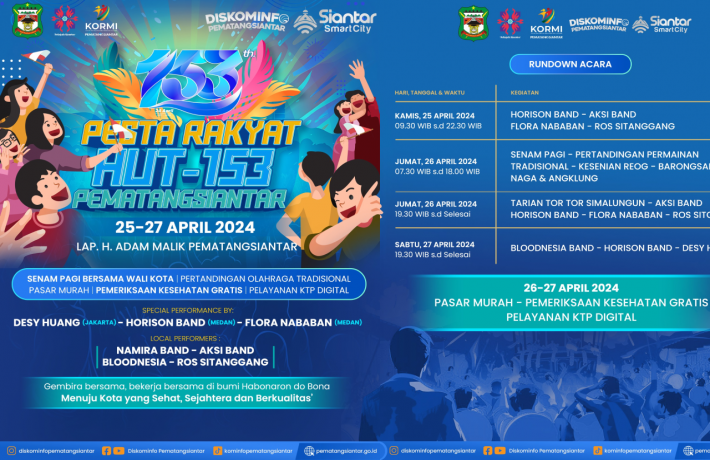 KORMI
PEMATANGSIANTAR
DISKOMINFO
PEMATANGSIANTAR
Siantar
SmartCity
153 th
PESTA RAKYAT
HUT-153
PEMATANGSIANTAR
25-27 APRIL 2024
LAP. H. ADAM MALIK PEMATANGSIANTAR
SENAM PAGI BERSAMA WALI KOTA | PERTANDINGAN OLAHRAGA TRADISIONAL
PASAR MURAH | PEMERIKSAAN KESEHATAN GRATIS | PELAYANAN KTP DIGITAL
SPECIAL PERFORMANCE BY:
DESY HUANG (JAKARTA) - HORISON BAND (MEDAN) - FLORA NABABAN (MEDAN)
LOCAL PERFORMERS :
NAMIRA BAND - AKSI BAND
BLOODNESIA - ROS SITANGGANG
Gembira bersama, bekerja bersama di bumi Habonaron do Bona
Menuju Kota yang Sehat, Sejahtera dan Berkualitas'
diskominfopematangsiantar Diskominfo Pematangsiantar kominfopematangsiantar pematangsiantar.go.id
KORMI
DISKOMINFO
PEMATANGSIANTAR
Siantar
SmartCity
RUNDOWN ACARA
HARI, TANGGAL & WAKTU KEGIATAN
KAMIS, 25 APRIL 2024
09.30 WIB s.d 22.30 WIB
HORISON BAND - AKSI BAND
FLORA NABABAN - ROS SITANGGANG
JUMAT, 26 APRIL 2024
07.30 WIB s.d 18.00 WIB
SENAM PAGI - PERTANDINGAN PERMAINAN
TRADISIONAL - KESENIAN REOG - BARONGSA
NAGA & ANGKLUNG
JUMAT, 26 APRIL 2024
19.30 WIB s.d Selesai
TARIAN TOR TOR SIMALUNGUN - AKSI
HORISON BAND - FLORA NABABAN - ROS SITA
SABTU, 27 APRIL 2024
19.30 WIB s.d Selesai
BLOODNESIA BAND - HORISON BAND - DESY H
26-27 APRIL 2024
PASAR MURAH - PEMERIKSAAN KESEHATAN GRATIS
PELAYANAN KTP DIGITAL
diskominfopematangsiantar Diskominfo Pematangsiantar kominfopematangsiantar